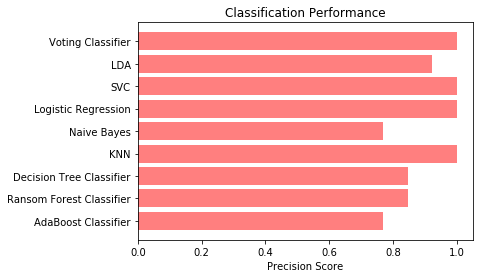 Classification Performance
Voting Classifier
LDA
SVC
Logistic Regression
Naive Bayes
KNN
Decision Tree Classifier
Ransom Forest Classifier
AdaBoost Classifier
0.0 0.2 0.4 0.6 0.8 1.0
Precision Score